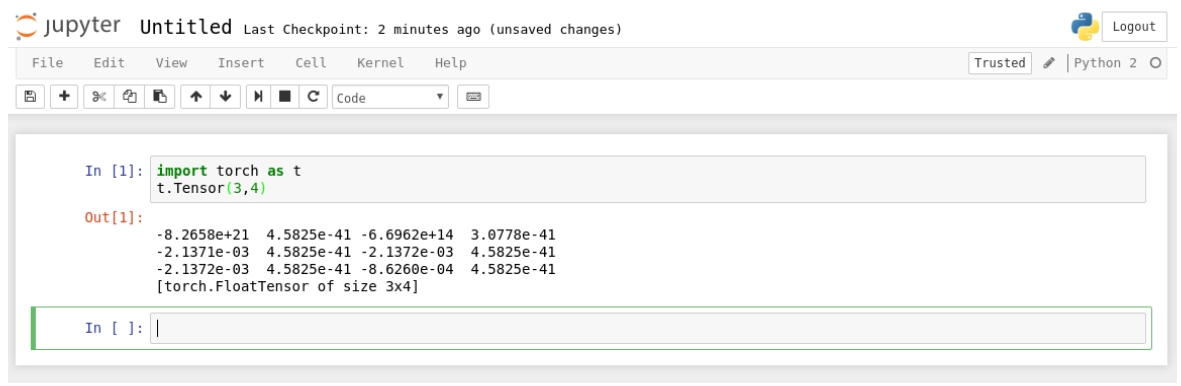 jupyter Untitled Last Checkpoint: 2 minutes ago (unsaved changes) Logout
File Edit View Insert Cell Kernel Help Trusted Python 2
Code
In [1]: import torch as t
t.Tensor(3,4)
Out[1]:
-8.2658e+21 4.5825e-41 -6.6962e+14 3.0778e-41
-2.1371e-03 4.5825e-41 -2.1372e-03 4.5825e-41
-2.1372e-03 4.5825e-41 -8.6260e-04 4.5825e-41
[torch.FloatTensor of size 3x4]
In [ ]: